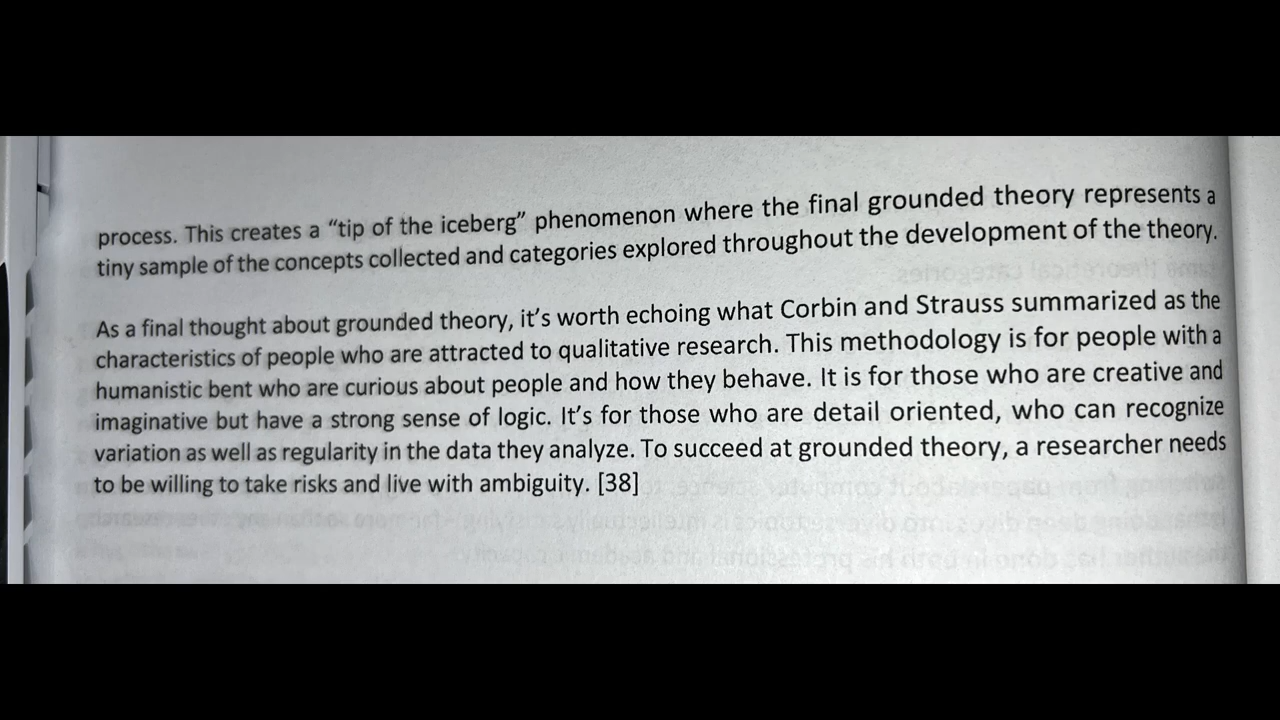 process. This creates a “tip of the iceberg” phenomenon where the final grounded theory represents a
tiny sample of the concepts collected and categories explored throughout the development of the theory.
As a final thought about grounded theory, it’s worth echoing what Corbin and Strauss summarized as the
characteristics of people who are attracted to qualitative research. This methodology is for people with a
humanistic bent who are curious about people and how they behave. It is for those who are creative and
imaginative but have a strong sense of logic. It’s for those who are detail oriented, who can recognize
variation as well as regularity in the data they analyze. To succeed at grounded theory, a researcher needs
to be willing to take risks and live with ambiguity. [38]